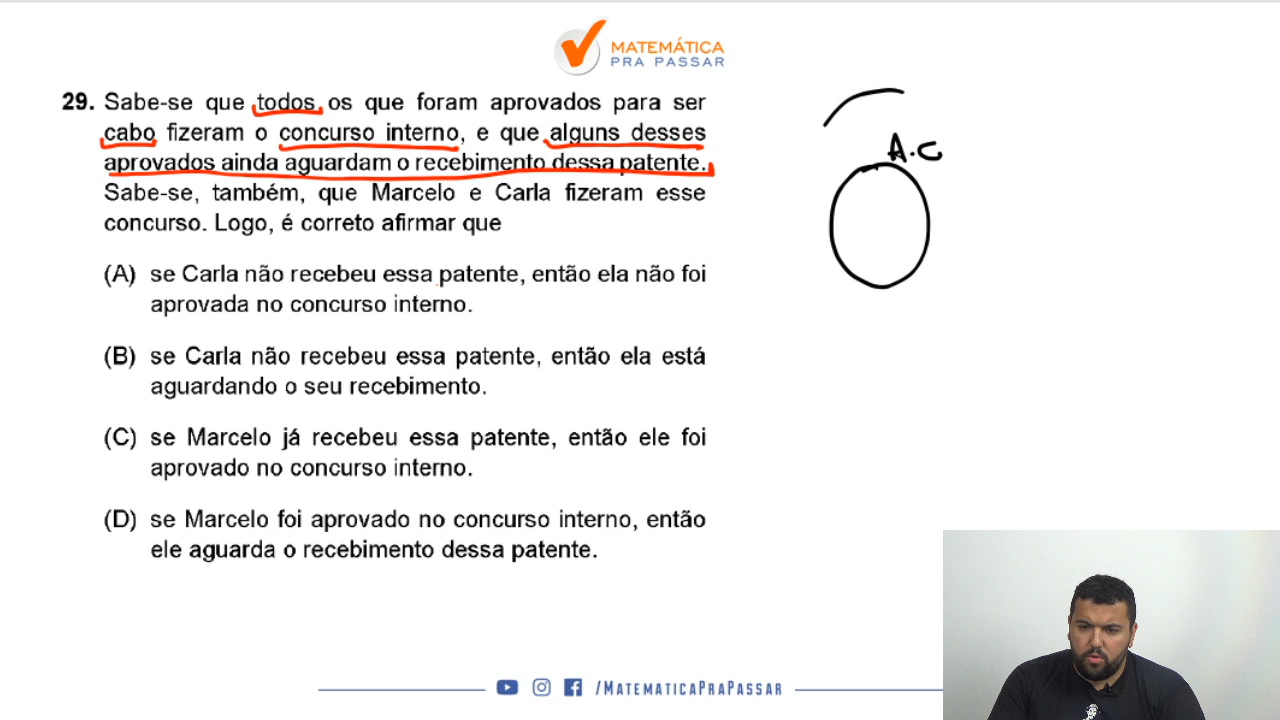 MATEMÁTICA
PRA PASSAR
29. Sabe-se que todos os que foram aprovados para ser
cabo fizeram o concurso interno, e que alguns desses
aprovados ainda aguardam o recebimento dessa patente.
Sabe-se, também, que Marcelo e Carla fizeram esse
concurso. Logo, é correto afirmar que
A.C
(A) se Carla não recebeu essa patente, então ela não foi
aprovada no concurso interno.
(B) se Carla não recebeu essa patente, então ela está
aguardando o seu recebimento.
(C) se Marcelo já recebeu essa patente, então ele foi
aprovado no concurso interno.
(D) se Marcelo foi aprovado no concurso interno, então
ele aguarda o recebimento dessa patente.
/MATEMATICAPRAPASSAR